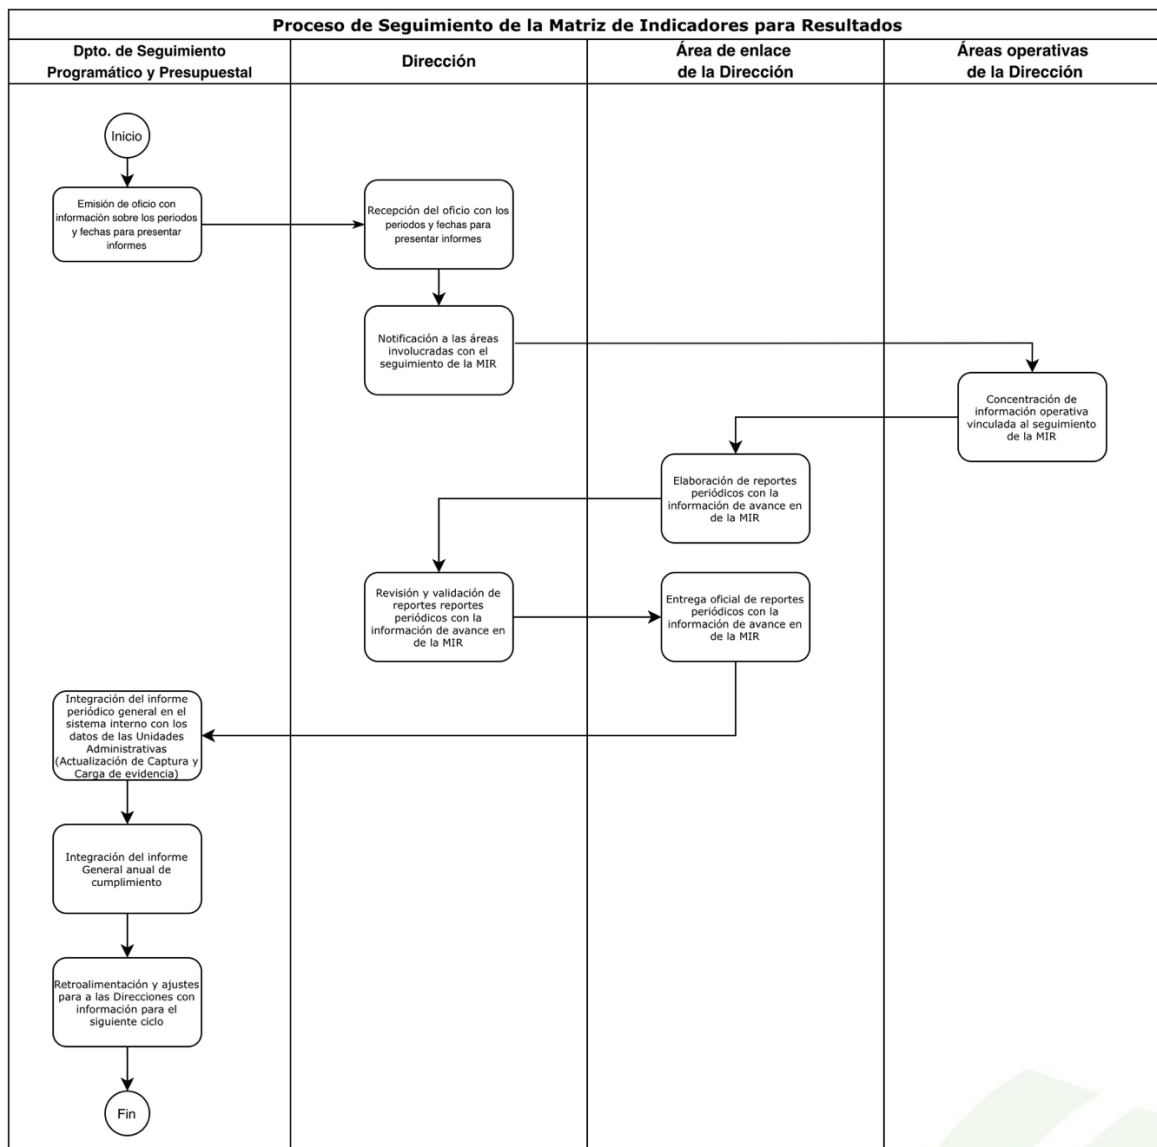 Proceso de Seguimiento de la Matriz de Indicadores para Resultados
Dpto. de Seguimiento
Programático y Presupuestal
Dirección
Área de enlace
de la Dirección
Áreas operativas
de la Dirección
Inicio
Emisión de oficio con
información sobre los periodos
y fechas para presentar
informes
Recepción del oficio con los
periodos y fechas para
presentar informes
Notificación a las áreas
involucradas con el
seguimiento de la MIR
Concentración de
información operativa
vinculada al seguimiento
de la MIR
Elaboración de reportes
periódicos con la
información de avance en
de la MIR
Revisión y validación de
reportes reportes
periódicos con la
información de avance en
de la MIR
Entrega oficial de reportes
periódicos con la
información de avance en
de la MIR
Integración del informe
periódico general en el
sistema interno con los
datos de las Unidades
Administrativas
(Actualización de Captura y
Carga de evidencia)
Integración del informe
General anual de
cumplimiento
Retroalimentación y ajustes
para a las Direcciones con
información para el
siguiente ciclo
Fin